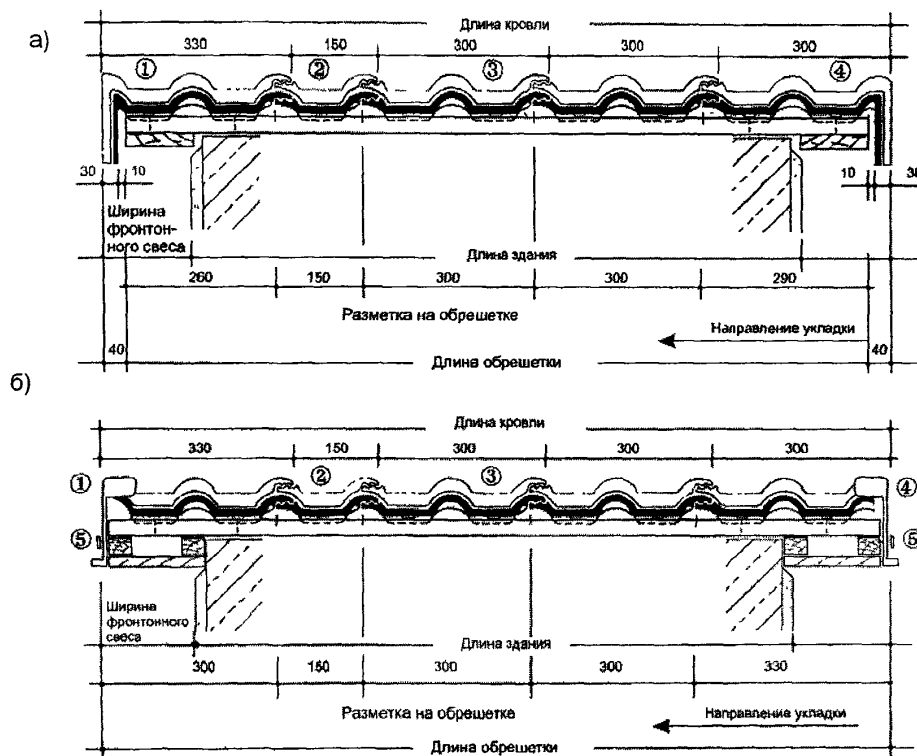 а)
Длина кровли
330 150 300 300 300
① ② ③ ④
30 10 10 30
Ширина
фронтон-
ного свеса
Длина здания
260 150 300 300 290
Разметка на обрешетке
Направление укладки
40 40
Длина обрешетки
б)
Длина кровли
330 150 300 300 300
① ② ③ ④
⑤ ⑤
Ширина
фронтонного
свеса
Длина здания
300 150 300 300 330
Разметка на обрешетке
Направление укладки
Длина обрешетки